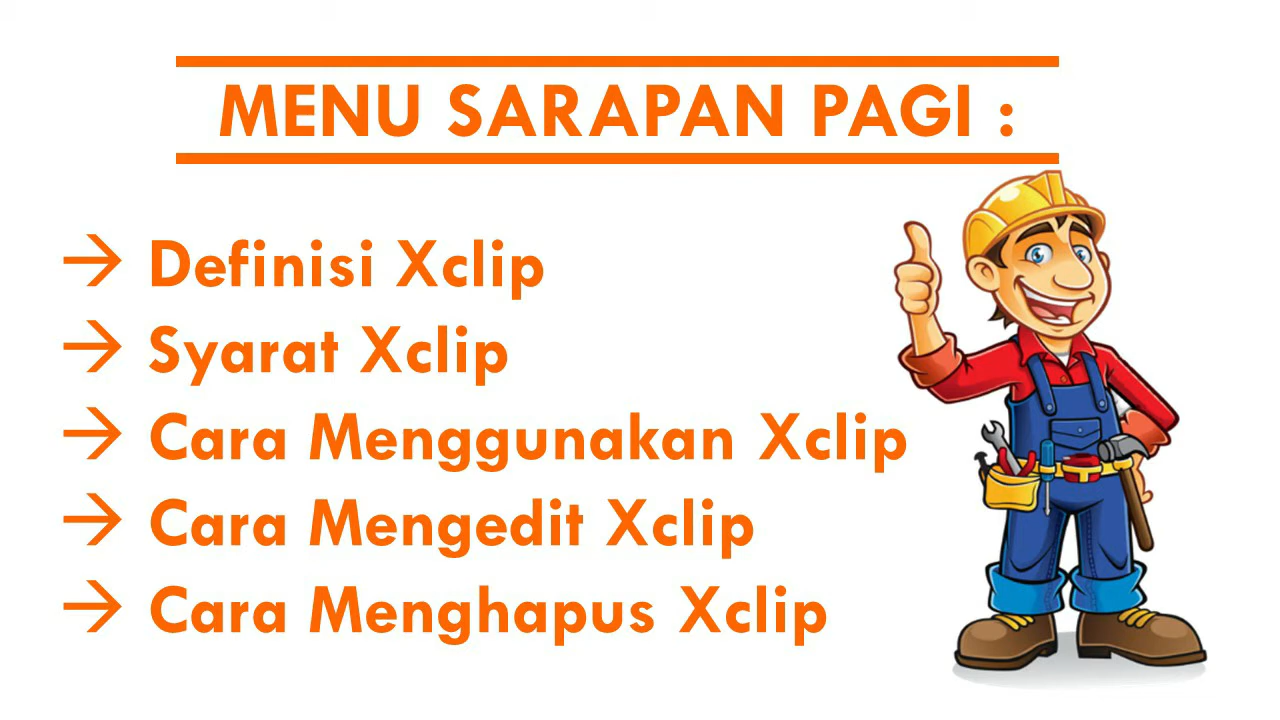 MENU SARAPAN PAGI :
→ Definisi Xclip
→ Syarat Xclip
→ Cara Menggunakan Xclip
→ Cara Mengedit Xclip
→ Cara Menghapus Xclip